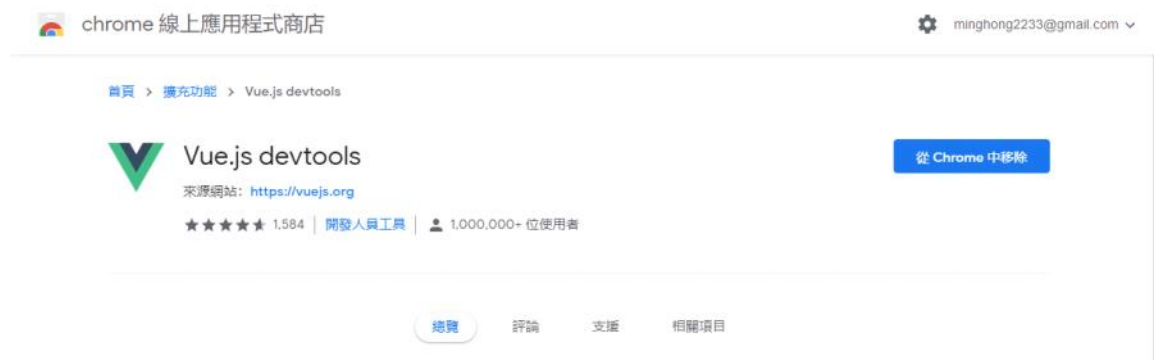 chrome 線上應用程式商店 minghong2233@gmail.com
首頁 > 擴充功能 > Vue.js devtools
Vue.js devtools 從 Chrome 中移除
來源網站: https://vuejs.org
1,584 | 開發人員工具 | 1,000,000+ 位使用者
總覽 評論 支援 相關項目